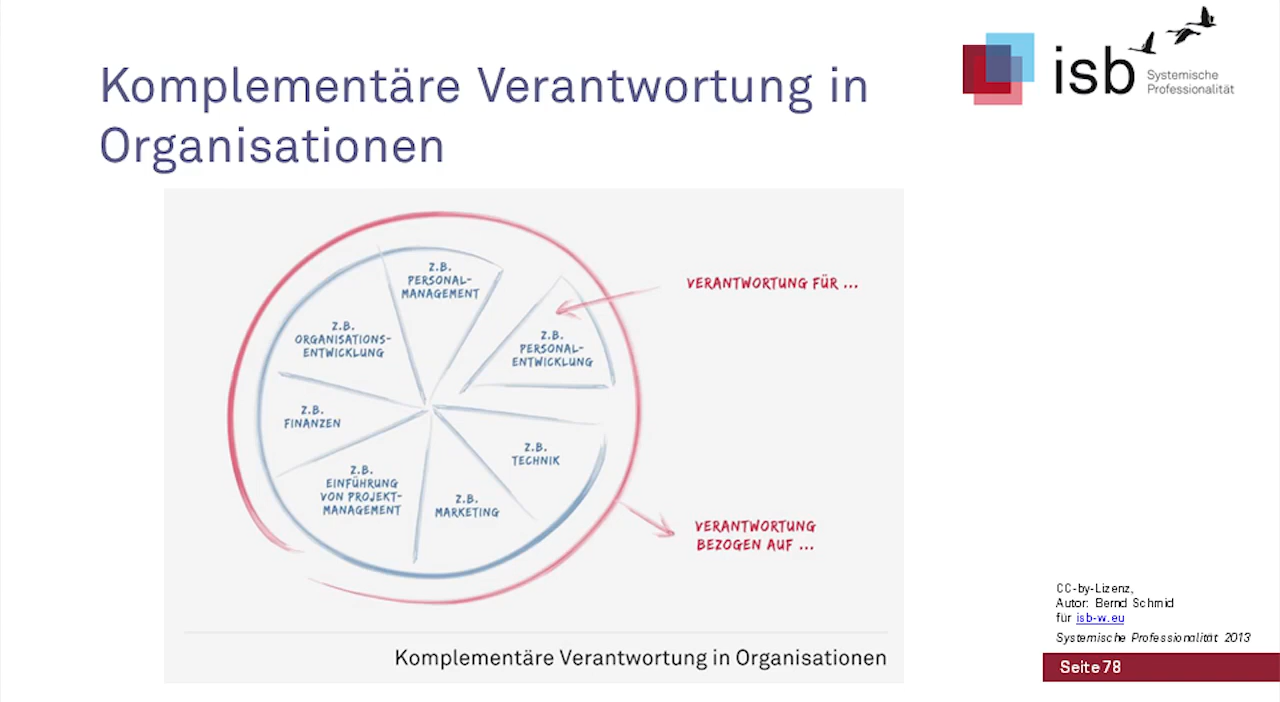 Komplementäre Verantwortung in
Organisationen
isb
Systemische
Professionalität
Z.B.
PERSONAL-
MANAGEMENT
VERANTWORTUNG FÜR ...
Z.B.
ORGANISATIONS-
ENTWICKLUNG
Z.B.
PERSONAL-
ENTWICKLUNG
Z.B.
FINANZEN
Z.B.
TECHNIK
Z.B.
EINFÜHRUNG
VON PROJEKT-
MANAGEMENT
Z.B.
MARKETING
VERANTWORTUNG
BEZOGEN AUF ...
Komplementäre Verantwortung in Organisationen
CC-by-Lizenz,
Autor: Bernd Schmid
für isb-w.eu
Systemische Professionalität 2013
Seite 78